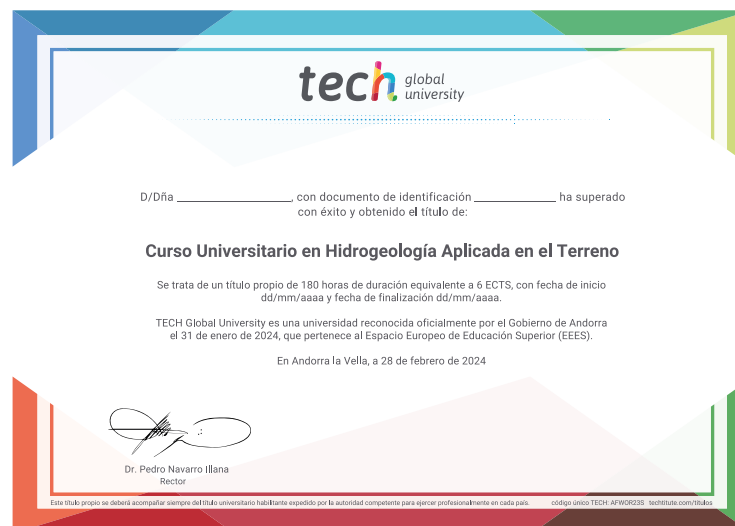 tech global
university
D/Dña ____________________, con documento de identificación ______________ ha superado
con éxito y obtenido el título de:
Curso Universitario en Hidrogeología Aplicada en el Terreno
Se trata de un título propio de 180 horas de duración equivalente a 6 ECTS, con fecha de inicio
dd/mm/aaaa y fecha de finalización dd/mm/aaaa.
TECH Global University es una universidad reconocida oficialmente por el Gobierno de Andorra
el 31 de enero de 2024, que pertenece al Espacio Europeo de Educación Superior (EEES).
En Andorra la Vella, a 28 de febrero de 2024
Dr. Pedro Navarro Illana
Rector
Este título propio se deberá acompañar siempre del título universitario habilitante expedido por la autoridad competente para ejercer profesionalmente en cada país. código único TECH: AFWOR23S techtitute.com/titulos